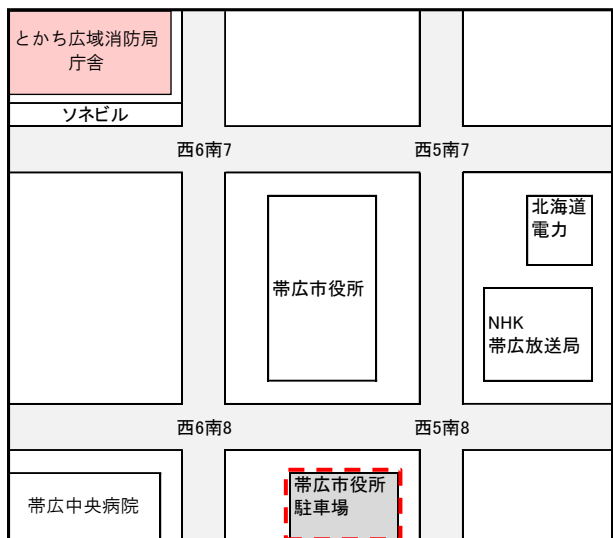 とかち広域消防局
庁舎
ソネビル
西6南7
西5南7
北海道
電力
帯広市役所
NHK
帯広放送局
西6南8
西5南8
帯広中央病院
帯広市役所
駐車場